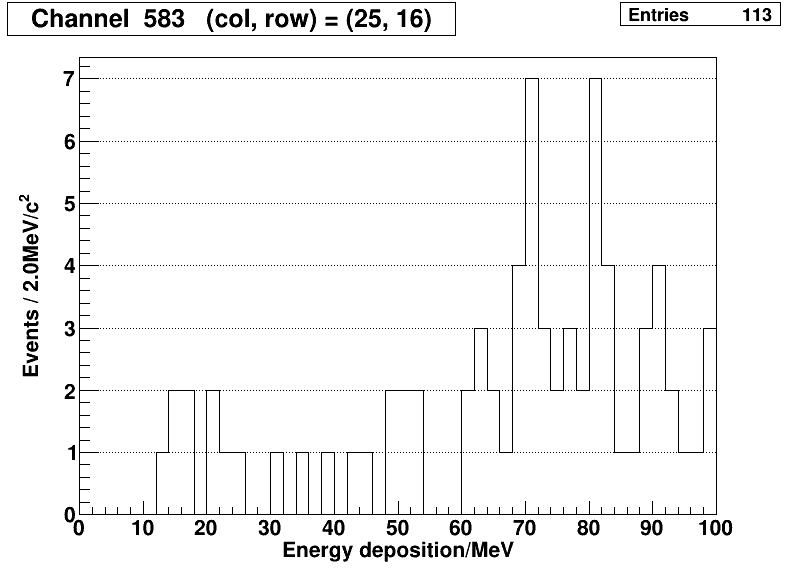 Channel 583 (col, row) = (25, 16)
Entries 113
7
6
5
4
3
2
1
0
Events / 2.0MeV/c²
0 10 20 30 40 50 60 70 80 90 100
Energy deposition/MeV